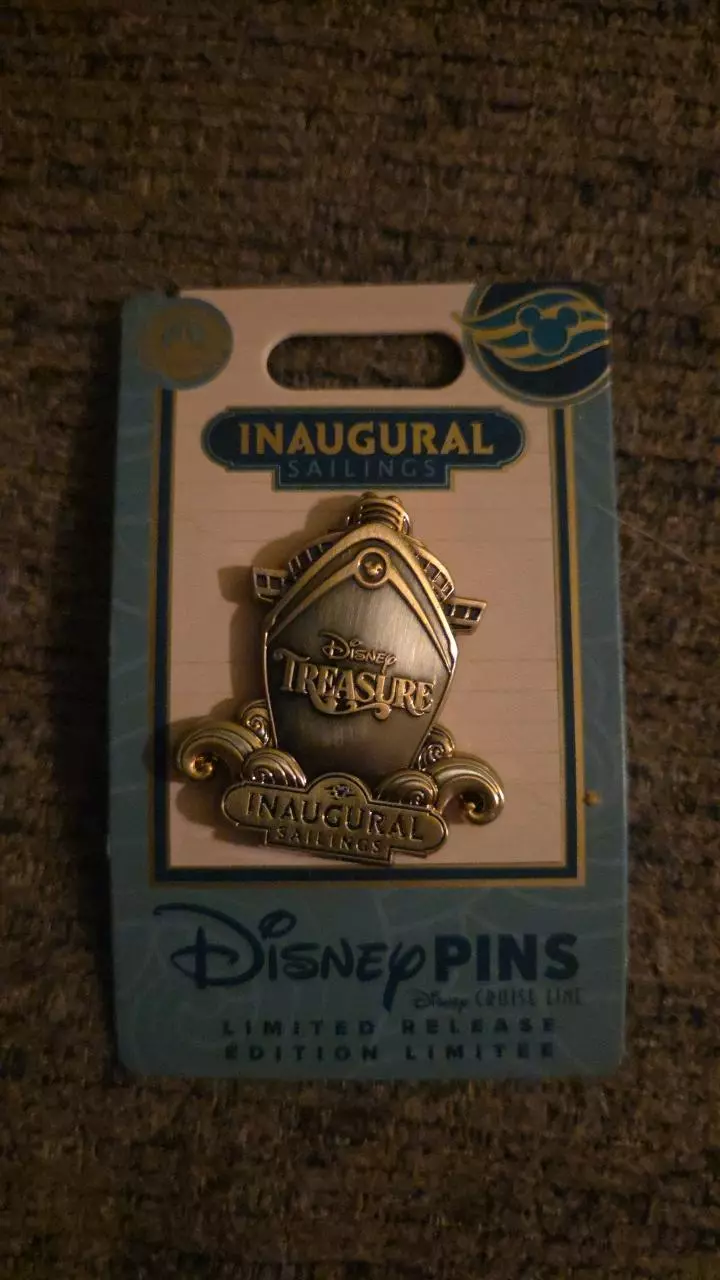 INAUGURAL
SAILINGS
DISNEY
TREASURE
INAUGURAL
SAILINGS
DISNEY PINS
Disney CRUISE LINE
LIMITED RELEASE
ÉDITION LIMITÉE